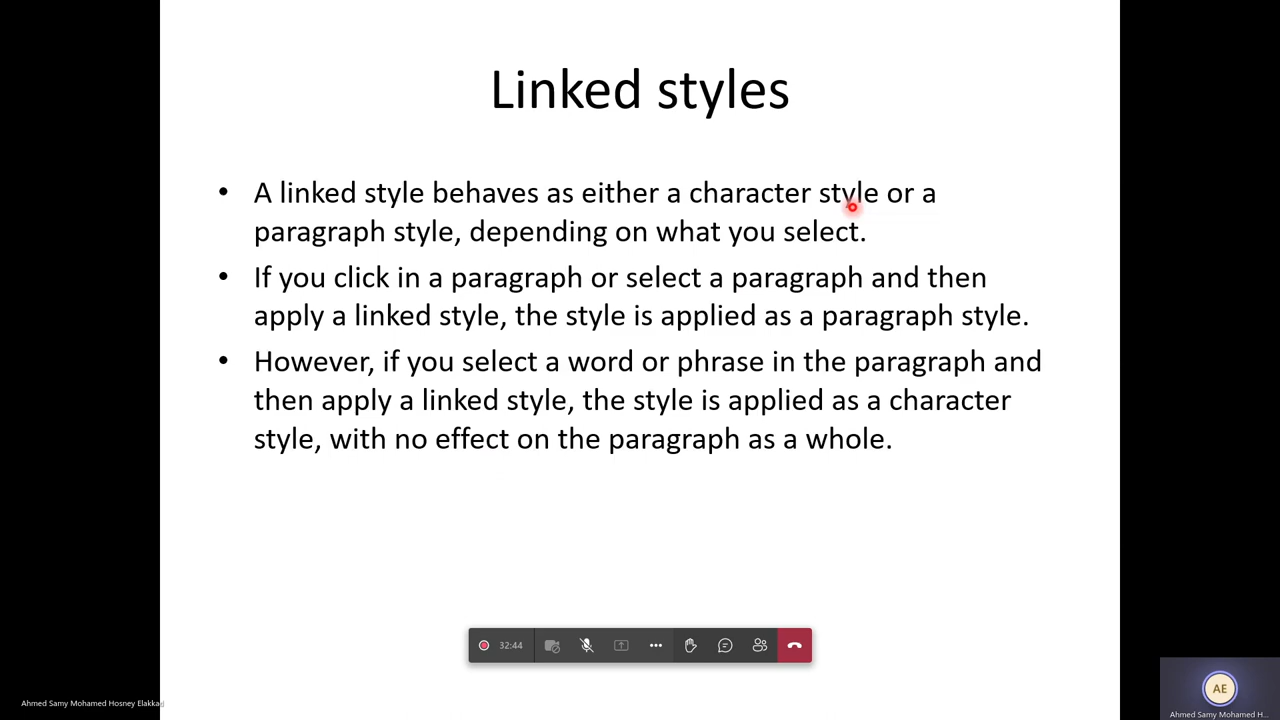 Linked styles
• A linked style behaves as either a character style or a
paragraph style, depending on what you select.
• If you click in a paragraph or select a paragraph and then
apply a linked style, the style is applied as a paragraph style.
• However, if you select a word or phrase in the paragraph and
then apply a linked style, the style is applied as a character
style, with no effect on the paragraph as a whole.
32:44
AE
Ahmed Samy Mohamed Hosney Elakkad
Ahmed Samy Mohamed H...